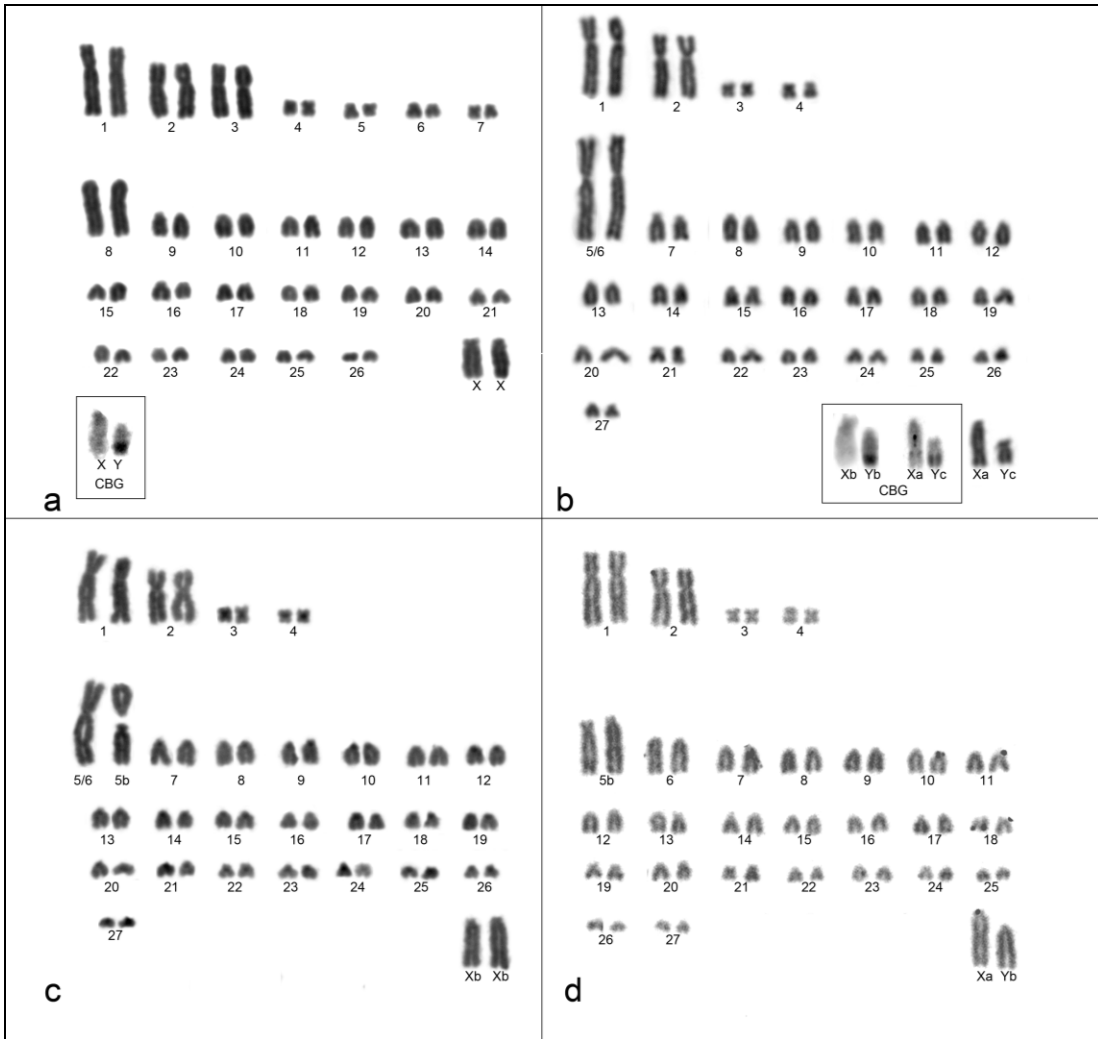 1 2 3 4 5 6 7
8 9 10 11 12 13 14
15 16 17 18 19 20 21
22 23 24 25 26 X X
X Y
CBG
a
1 2 3 4
5/6 7 8 9 10 11 12
13 14 15 16 17 18 19
20 21 22 23 24 25 26
27
Xb Yb Xa Yc Xa Yc
CBG
b
1 2 3 4
5/6 5b 7 8 9 10 11 12
13 14 15 16 17 18 19
20 21 22 23 24 25 26
27
Xb Xb
c
1 2 3 4
5b 6 7 8 9 10 11
12 13 14 15 16 17 18
19 20 21 22 23 24 25
26 27
Xa Yb
d